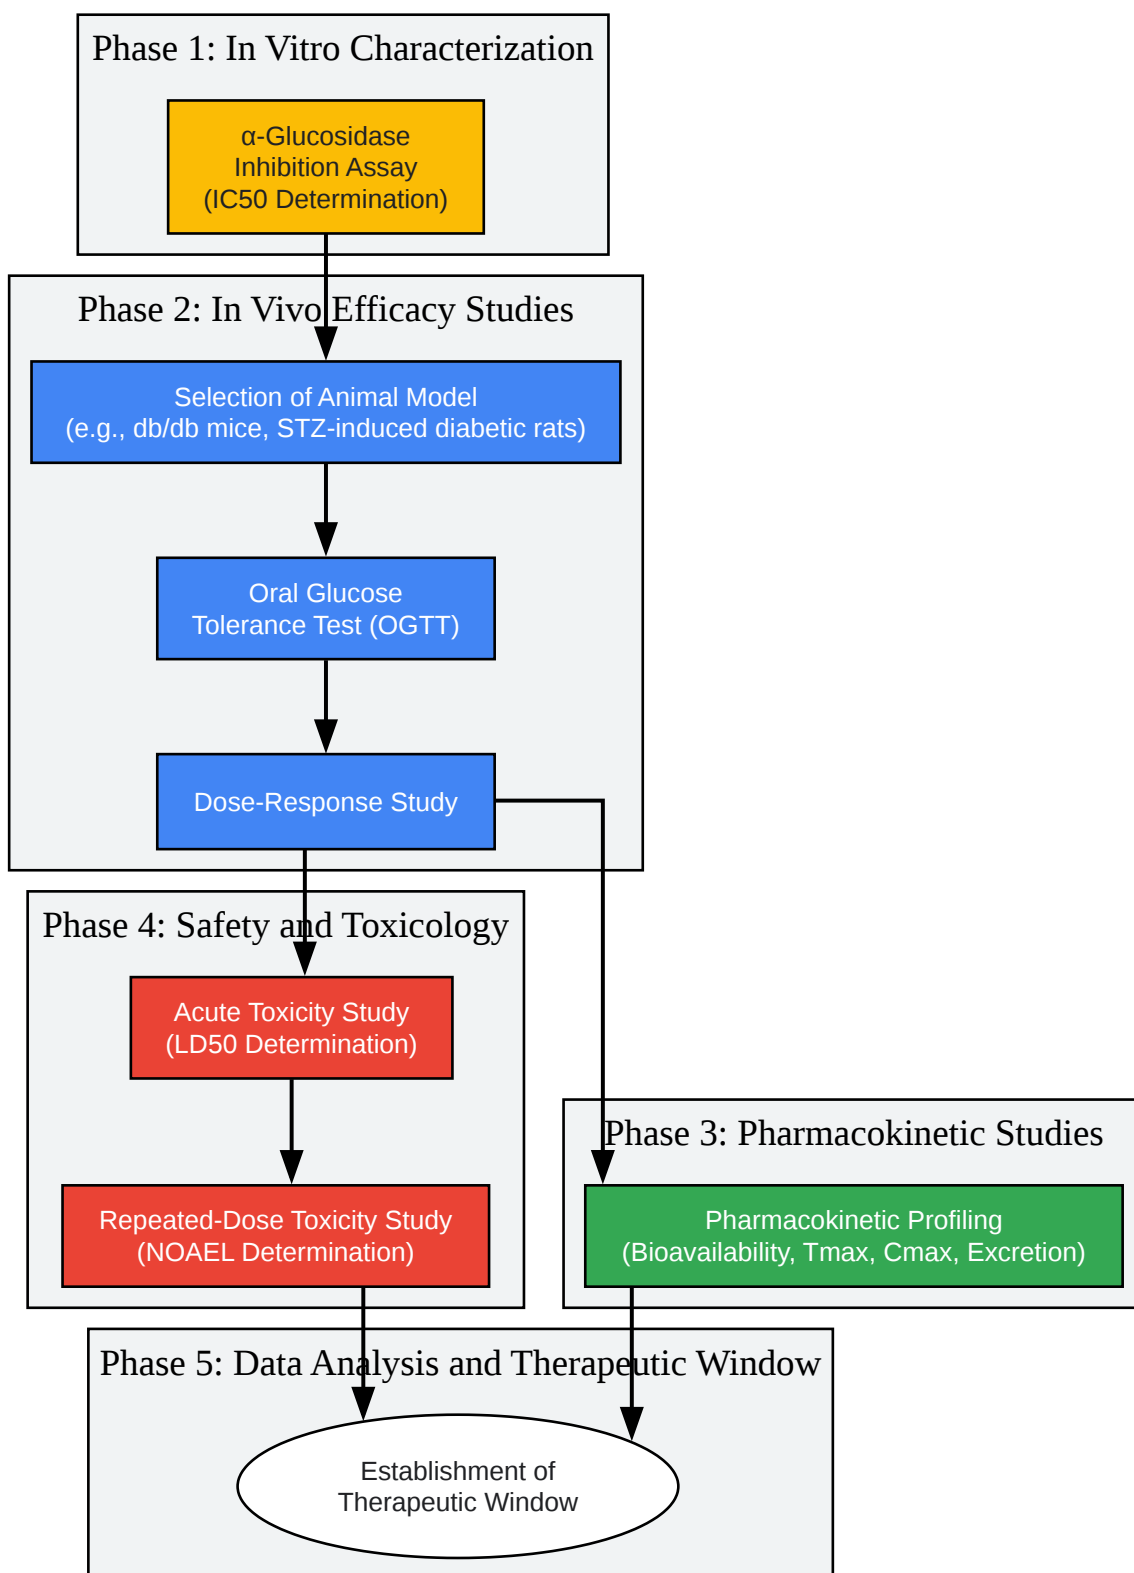 Phase 1: In Vitro Characterization
α-Glucosidase
Inhibition Assay
(IC50 Determination)
Phase 2: In Vivo Efficacy Studies
Selection of Animal Model
(e.g., db/db mice, STZ-induced diabetic rats)
Oral Glucose
Tolerance Test (OGTT)
Dose-Response Study
Phase 4: Safety and Toxicology
Acute Toxicity Study
(LD50 Determination)
Repeated-Dose Toxicity Study
(NOAEL Determination)
Phase 3: Pharmacokinetic Studies
Pharmacokinetic Profiling
(Bioavailability, Tmax, Cmax, Excretion)
Phase 5: Data Analysis and Therapeutic Window
Establishment of
Therapeutic Window